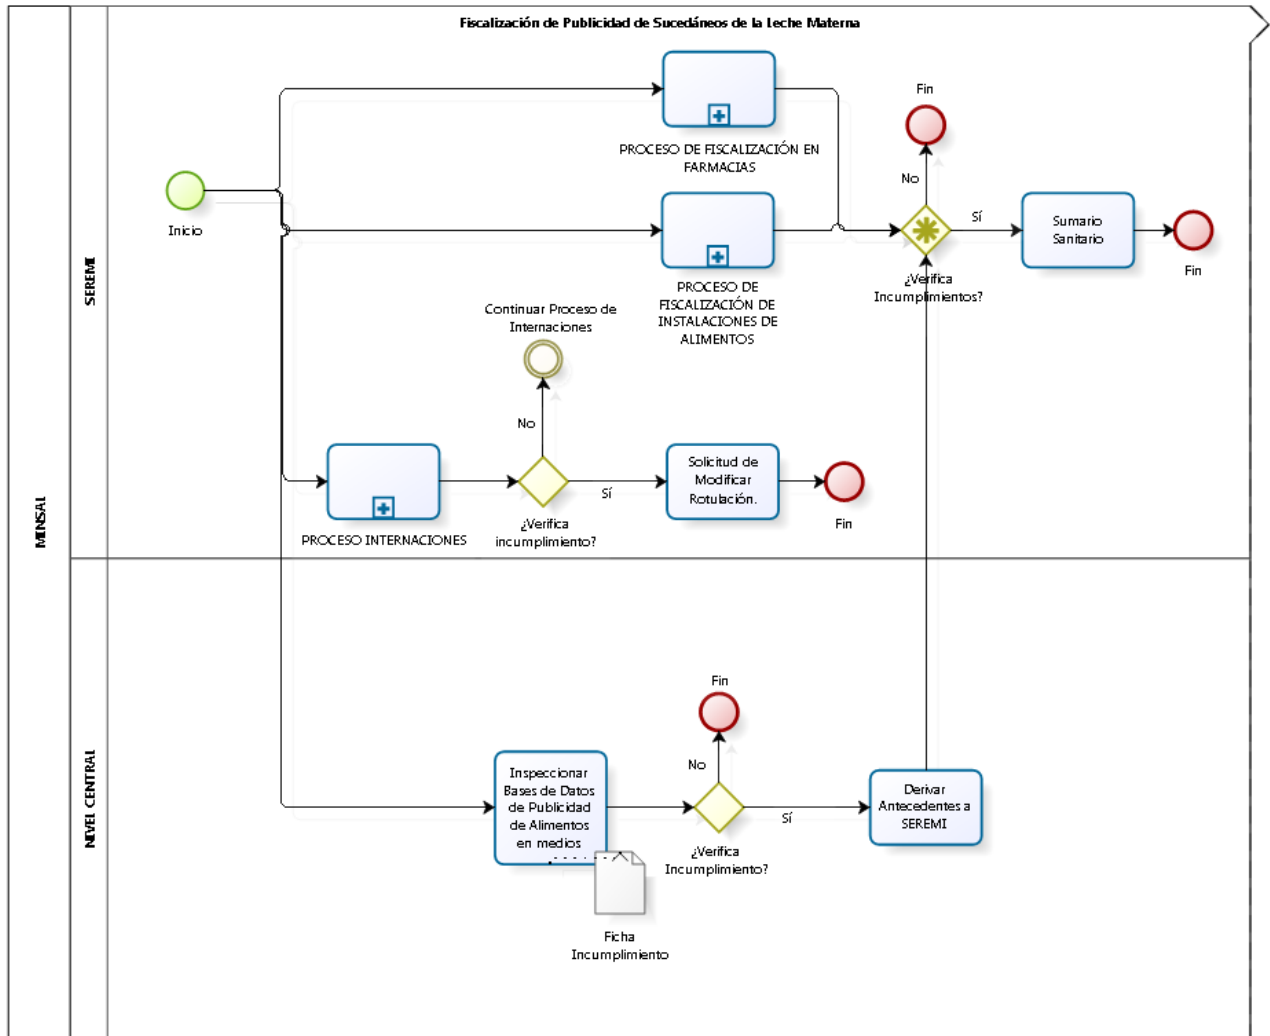 Fiscalización de Publicidad de Sucedáneos de la Leche Materna
MINSAL
SEREMI
Inicio
PROCESO DE FISCALIZACIÓN EN
FARMACIAS
Fin
No
Sí
Sumario
Sanitario
Fin
¿Verifica
Incumplimientos?
PROCESO DE
FISCALIZACIÓN DE
INSTALACIONES DE
ALIMENTOS
Continuar Proceso de
Internaciones
No
PROCESO INTERNACIONES
¿Verifica
incumplimiento?
Sí
Solicitud de
Modificar
Rotulación.
Fin
NIVEL CENTRAL
Inspeccionar
Bases de Datos
de Publicidad
de Alimentos
en medios
Ficha
Incumplimiento
Fin
No
¿Verifica
Incumplimiento?
Sí
Derivar
Antecedentes a
SEREMI